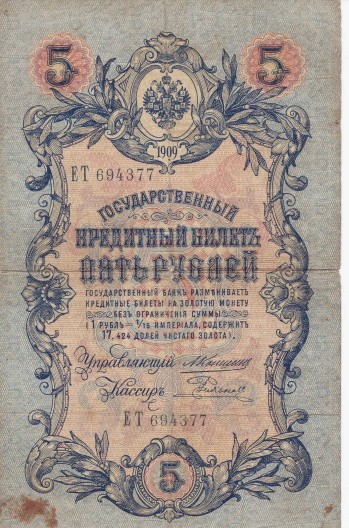 5 5
1909
ЕТ 694377
ГОСУДАРСТВЕННЫЙ
КРЕДИТНЫЙ БИЛЕТЪ
ПЯТЬ РУБЛЕЙ
ГОСУДАРСТВЕННЫЙ БАНКЪ РАЗМѢНИВАЕТЪ
КРЕДИТНЫЕ БИЛЕТЫ НА ЗОЛОТУЮ МОНЕТУ
БЕЗЪ ОГРАНИЧЕНІЯ СУММЫ
(1 РУБЛЬ = 1/15 ИМПЕРІАЛА, СОДЕРЖИТЪ
17,424 ДОЛЕЙ ЧИСТАГО ЗОЛОТА).
Управляющій
Кассиръ
ЕТ 694377
5